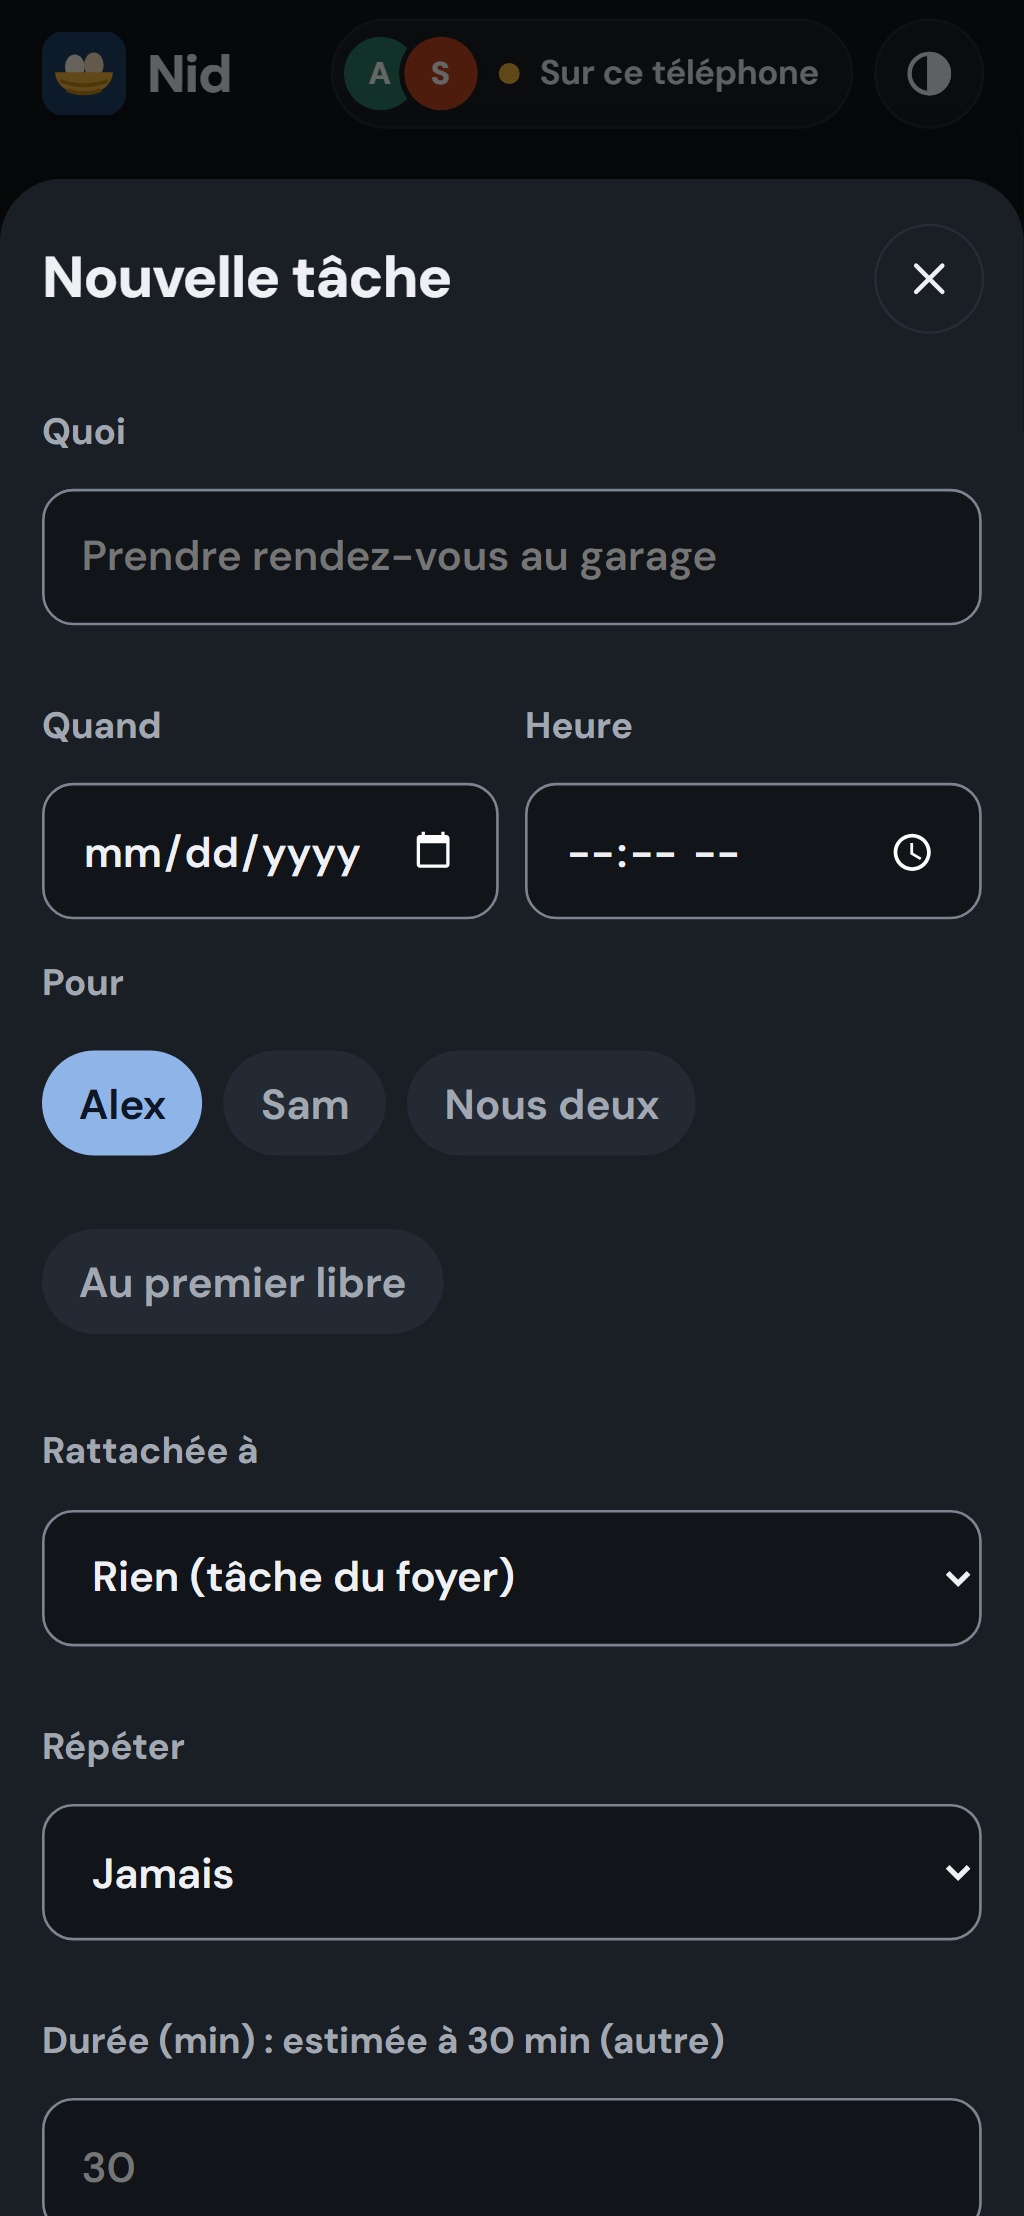 Nid
A
S
Sur ce téléphone
Nouvelle tâche
Quoi
Prendre rendez-vous au garage
Quand
Heure
mm/dd/yyyy
--:-- --
Pour
Alex
Sam
Nous deux
Au premier libre
Rattachée à
Rien (tâche du foyer)
Répéter
Jamais
Durée (min) : estimée à 30 min (autre)
30